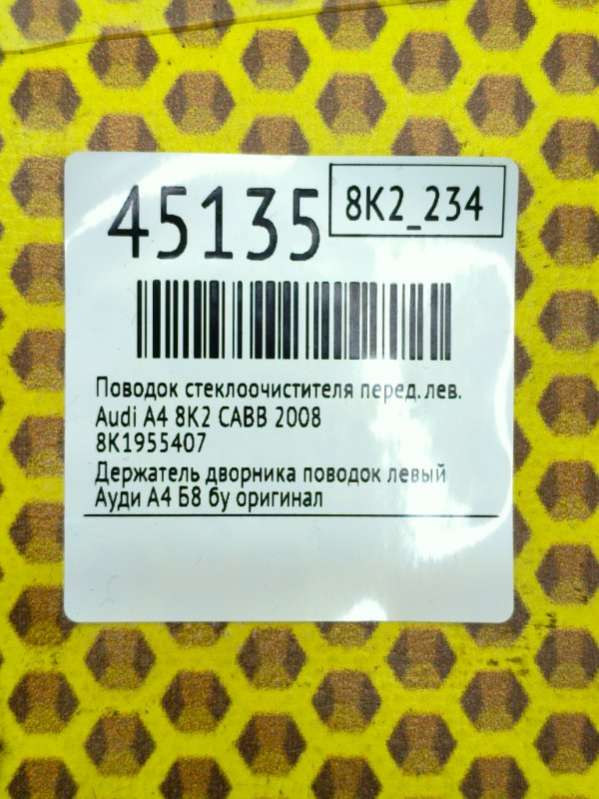 45135
8K2_234
Поводок стеклоочистителя перед. лев.
Audi A4 8K2 CABB 2008
8K1955407
Держатель дворника поводок левый
Ауди А4 Б8 бу оригинал